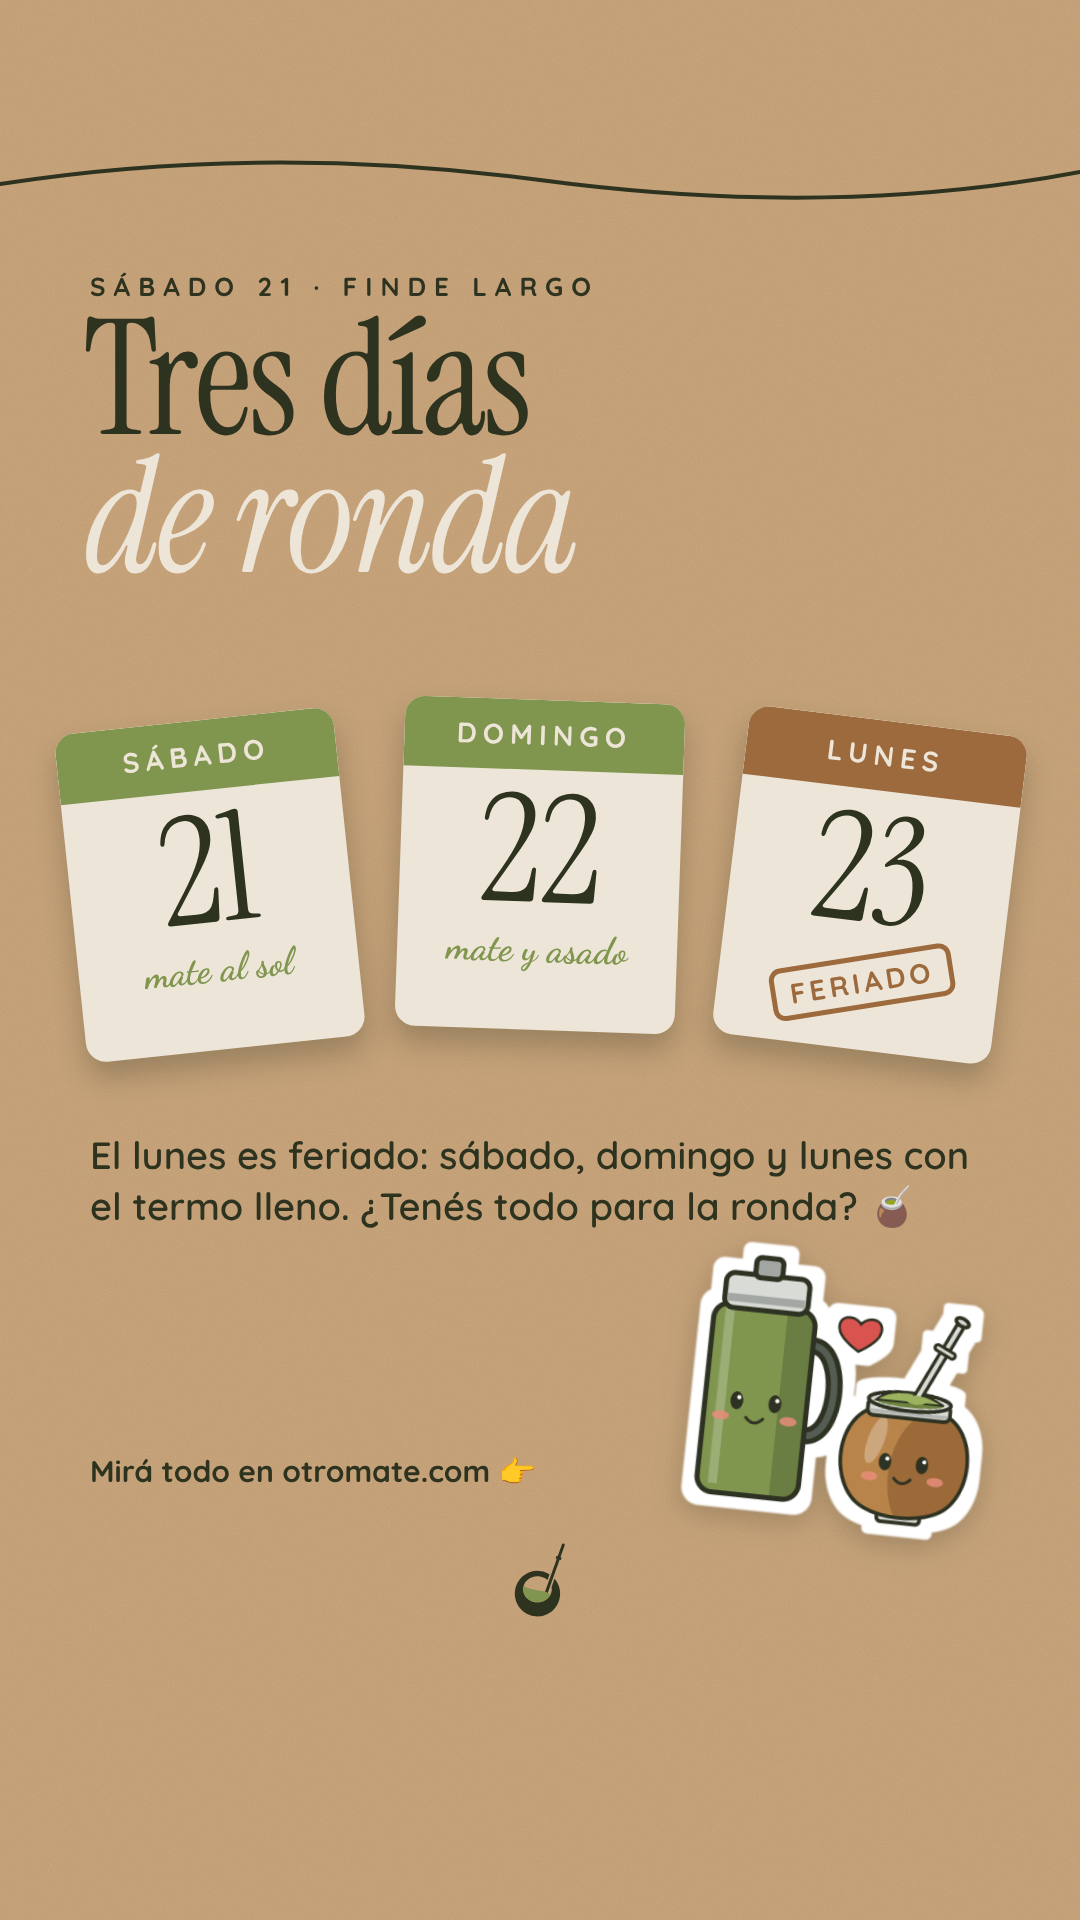 SÁBADO 21 · FINDE LARGO
Tres días
de ronda
SÁBADO
21
mate al sol
DOMINGO
22
mate y asado
LUNES
23
FERIADO
El lunes es feriado: sábado, domingo y lunes con
el termo lleno. ¿Tenés todo para la ronda? 🧉
Mirá todo en otromate.com 👉